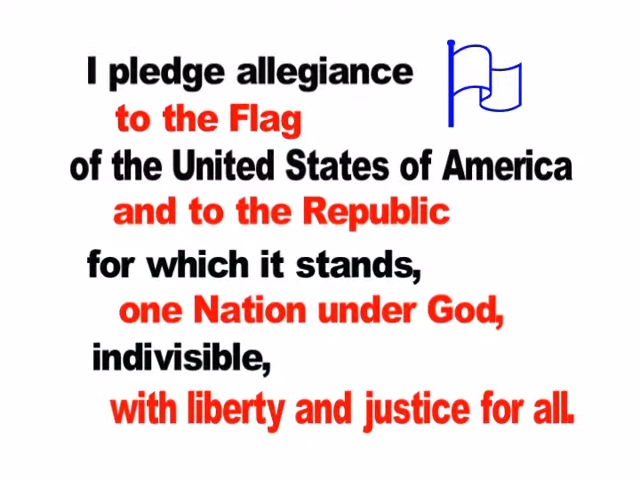 I pledge allegiance
to the Flag
of the United States of America
and to the Republic
for which it stands,
one Nation under God,
indivisible,
with liberty and justice for all.